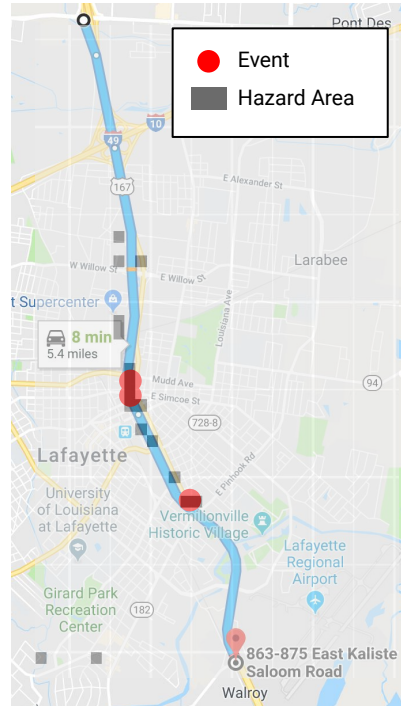 Pont Des
Event
Hazard Area
10
49
167
E Alexander St
W Willow St
E Willow St
Larabee
t Supercenter
Louisiana Ave
8 min
5.4 miles
Mudd Ave
94
E Simcoe St
728-8
Lafayette
E Pinhook Rd
University
of Louisiana
at Lafayette
Vermilionville
Historic Village
Lafayette
Regional
Airport
Girard Park
Recreation
Center
182
863-875 East Kaliste
Saloom Road
Walroy